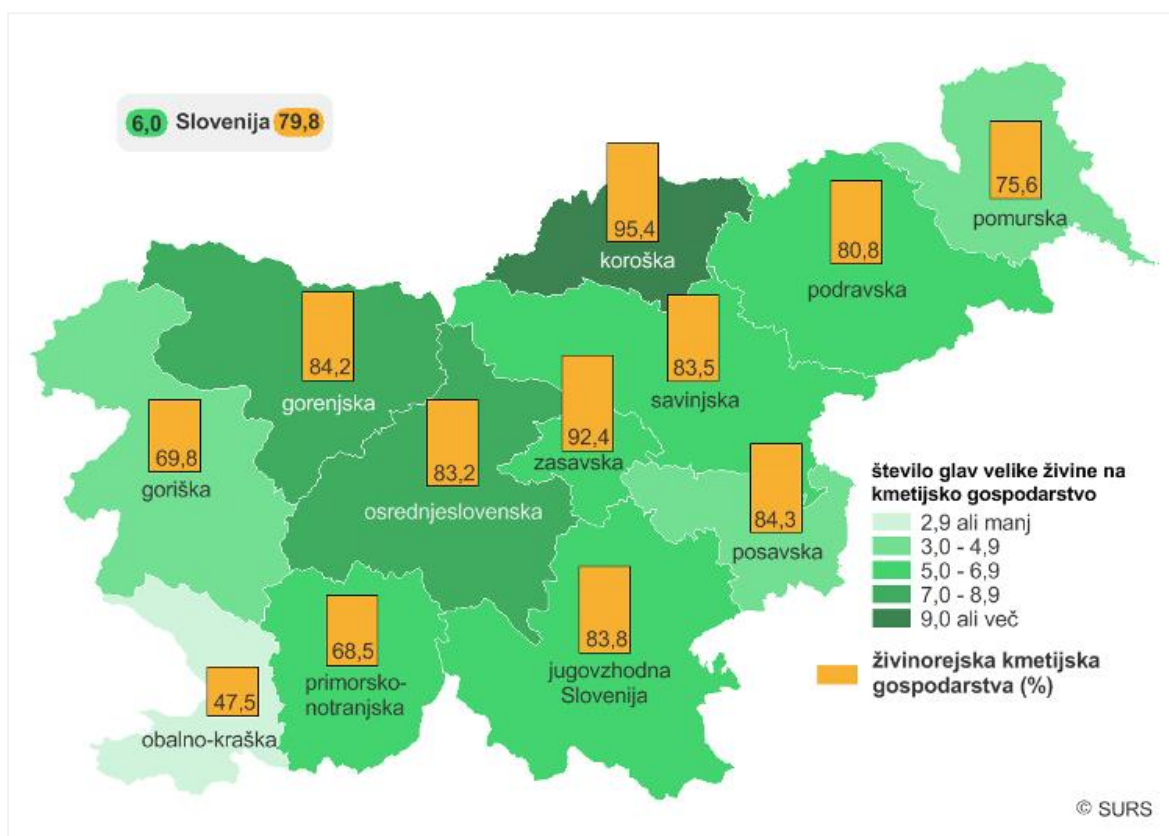 6,0 Slovenija 79,8
75,6
pomurska
95,4
koroška
80,8
podravska
84,2
gorenjska
83,5
savinjska
92,4
zasavska
69,8
goriška
83,2
osrednjeslovenska
84,3
posavska
83,8
jugovzhodna
Slovenija
68,5
primorsko-
notranjska
47,5
obalno-kraška
število glav velike živine na
kmetijsko gospodarstvo
2,9 ali manj
3,0 - 4,9
5,0 - 6,9
7,0 - 8,9
9,0 ali več
živinorejska kmetijska
gospodarstva (%)
© SURS